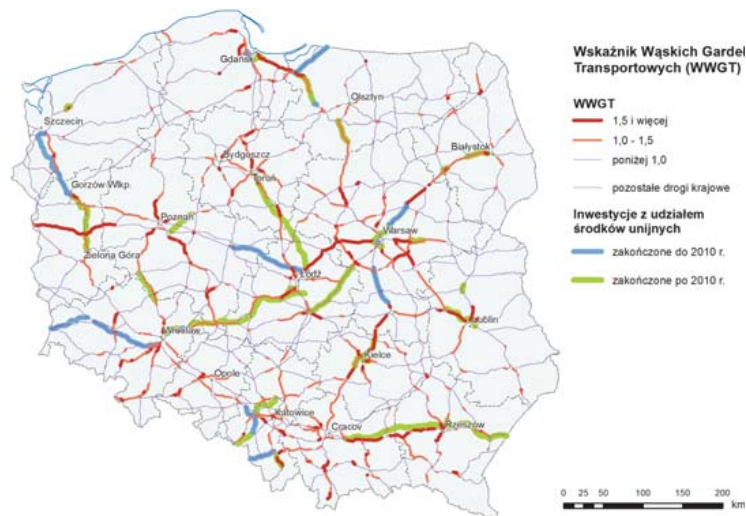 Wskaźnik Wąskich Gardeł
Transportowych (WWGT)
WWGT
1,5 i więcej
1,0 - 1,5
poniżej 1,0
pozostałe drogi krajowe
Inwestycje z udziałem
środków unijnych
zakończone do 2010 r.
zakończone po 2010 r.
Gdańsk
Olsztyn
Szczecin
Białystok
Bydgoszcz
Toruń
Gorzów Wlkp.
Poznań
Warsaw
Zielona Góra
Łódź
Lublin
Wrocław
Kielce
Opole
Katowice
Cracov
Rzeszów
0 25 50 100 150 200
km